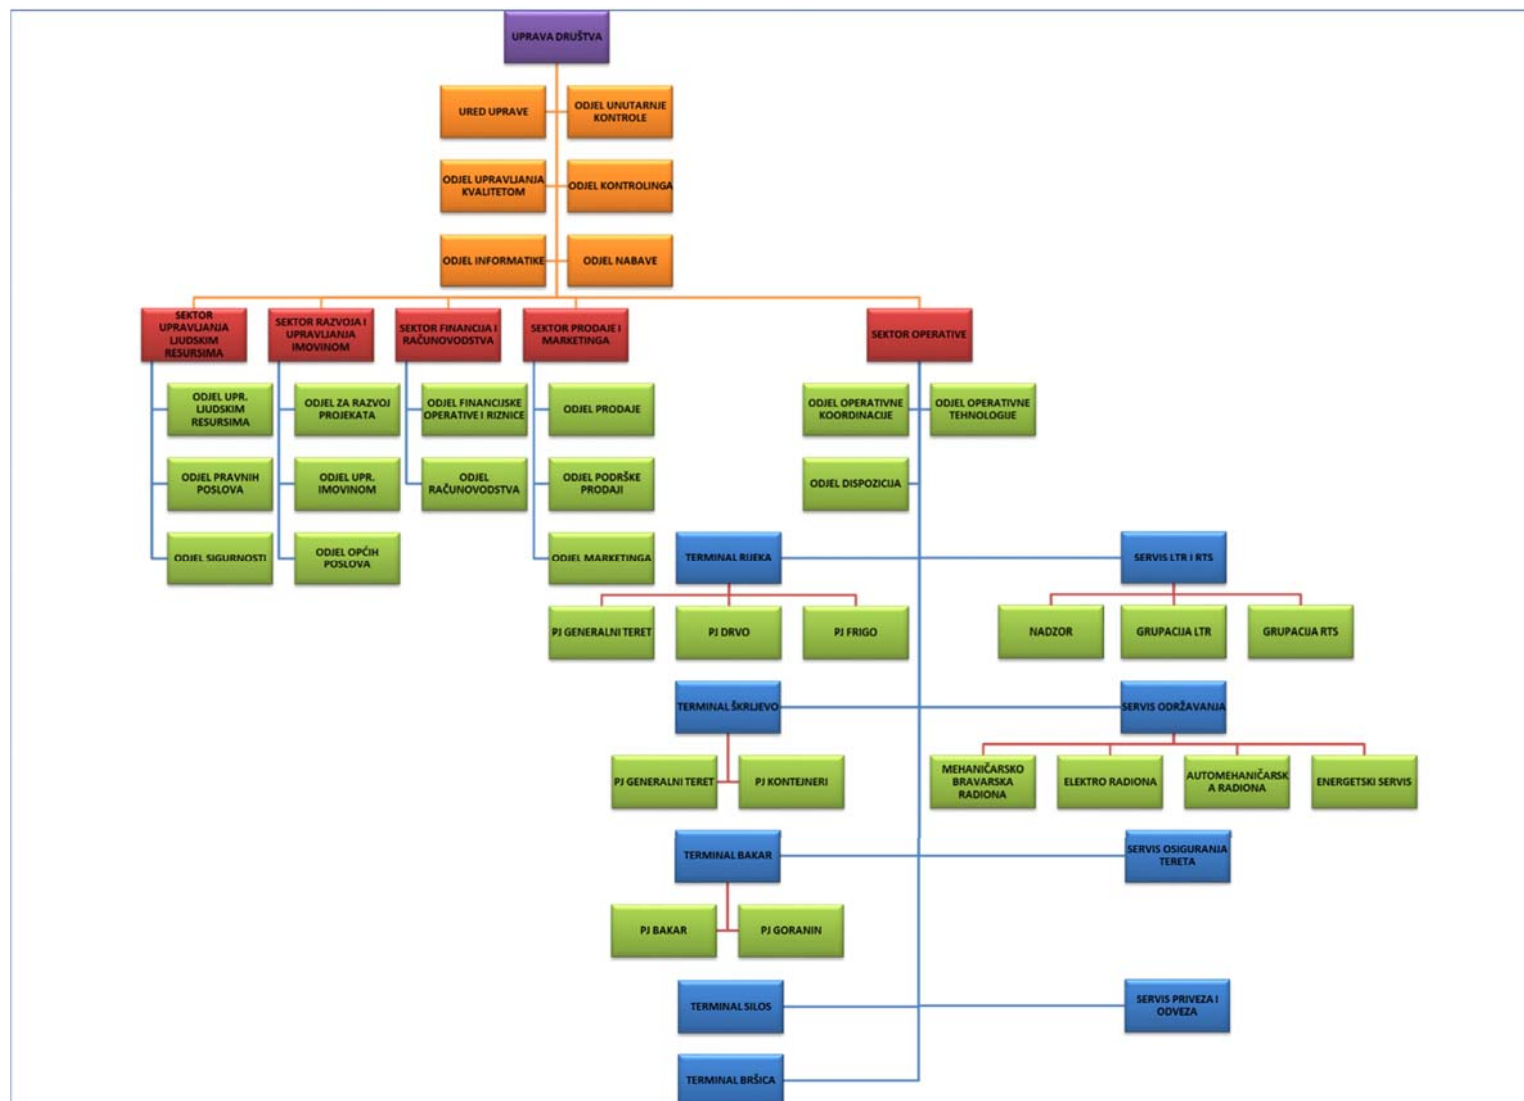 UPRAVA DRUŠTVA
URED UPRAVE
ODJEL UNUTARNJE
KONTROLE
ODJEL UPRAVLJANJA
KVALITETOM
ODJEL KONTROLINGA
ODJEL INFORMATIKE
ODJEL NABAVE
SEKTOR
UPRAVLJANJA
LJUDSKIM
RESURSIMA
SEKTOR RAZVOJA I
UPRAVLJANJA
IMOVINOM
SEKTOR FINANCIJA I
RAČUNOVODSTVA
SEKTOR PRODAJE I
MARKETINGA
SEKTOR OPERATIVE
ODJEL UPR.
LJUDSKIM
RESURSIMA
ODJEL ZA RAZVOJ
PROJEKATA
ODJEL FINANCIJSKE
OPERATIVE I RIZNICE
ODJEL PRODAJE
ODJEL OPERATIVNE
KOORDINACIJE
ODJEL OPERATIVNE
TEHNOLOGIJE
ODJEL PRAVNIH
POSLOVA
ODJEL UPR.
IMOVINOM
ODJEL
RAČUNOVODSTVA
ODJEL PODRŠKE
PRODAJI
ODJEL DISPOZICIJA
ODJEL SIGURNOSTI
ODJEL OPĆIH
POSLOVA
ODJEL MARKETINGA
TERMINAL RIJEKA
SERVIS LTR I RTS
PJ GENERALNI TERET
PJ DRVO
PJ FRIGO
NADZOR
GRUPACIJA LTR
GRUPACIJA RTS
TERMINAL ŠKRLJEVO
SERVIS ODRŽAVANJA
PJ GENERALNI TERET
PJ KONTEJNERI
MEHANIČARSKO
BRAVARSKA
RADIONA
ELEKTRO RADIONA
AUTOMEHANIČARSK
A RADIONA
ENERGETSKI SERVIS
TERMINAL BAKAR
SERVIS OSIGURANJA
TERETA
PJ BAKAR
PJ GORANIN
TERMINAL SILOS
SERVIS PRIVEZA I
ODVEZA
TERMINAL BRŠICA